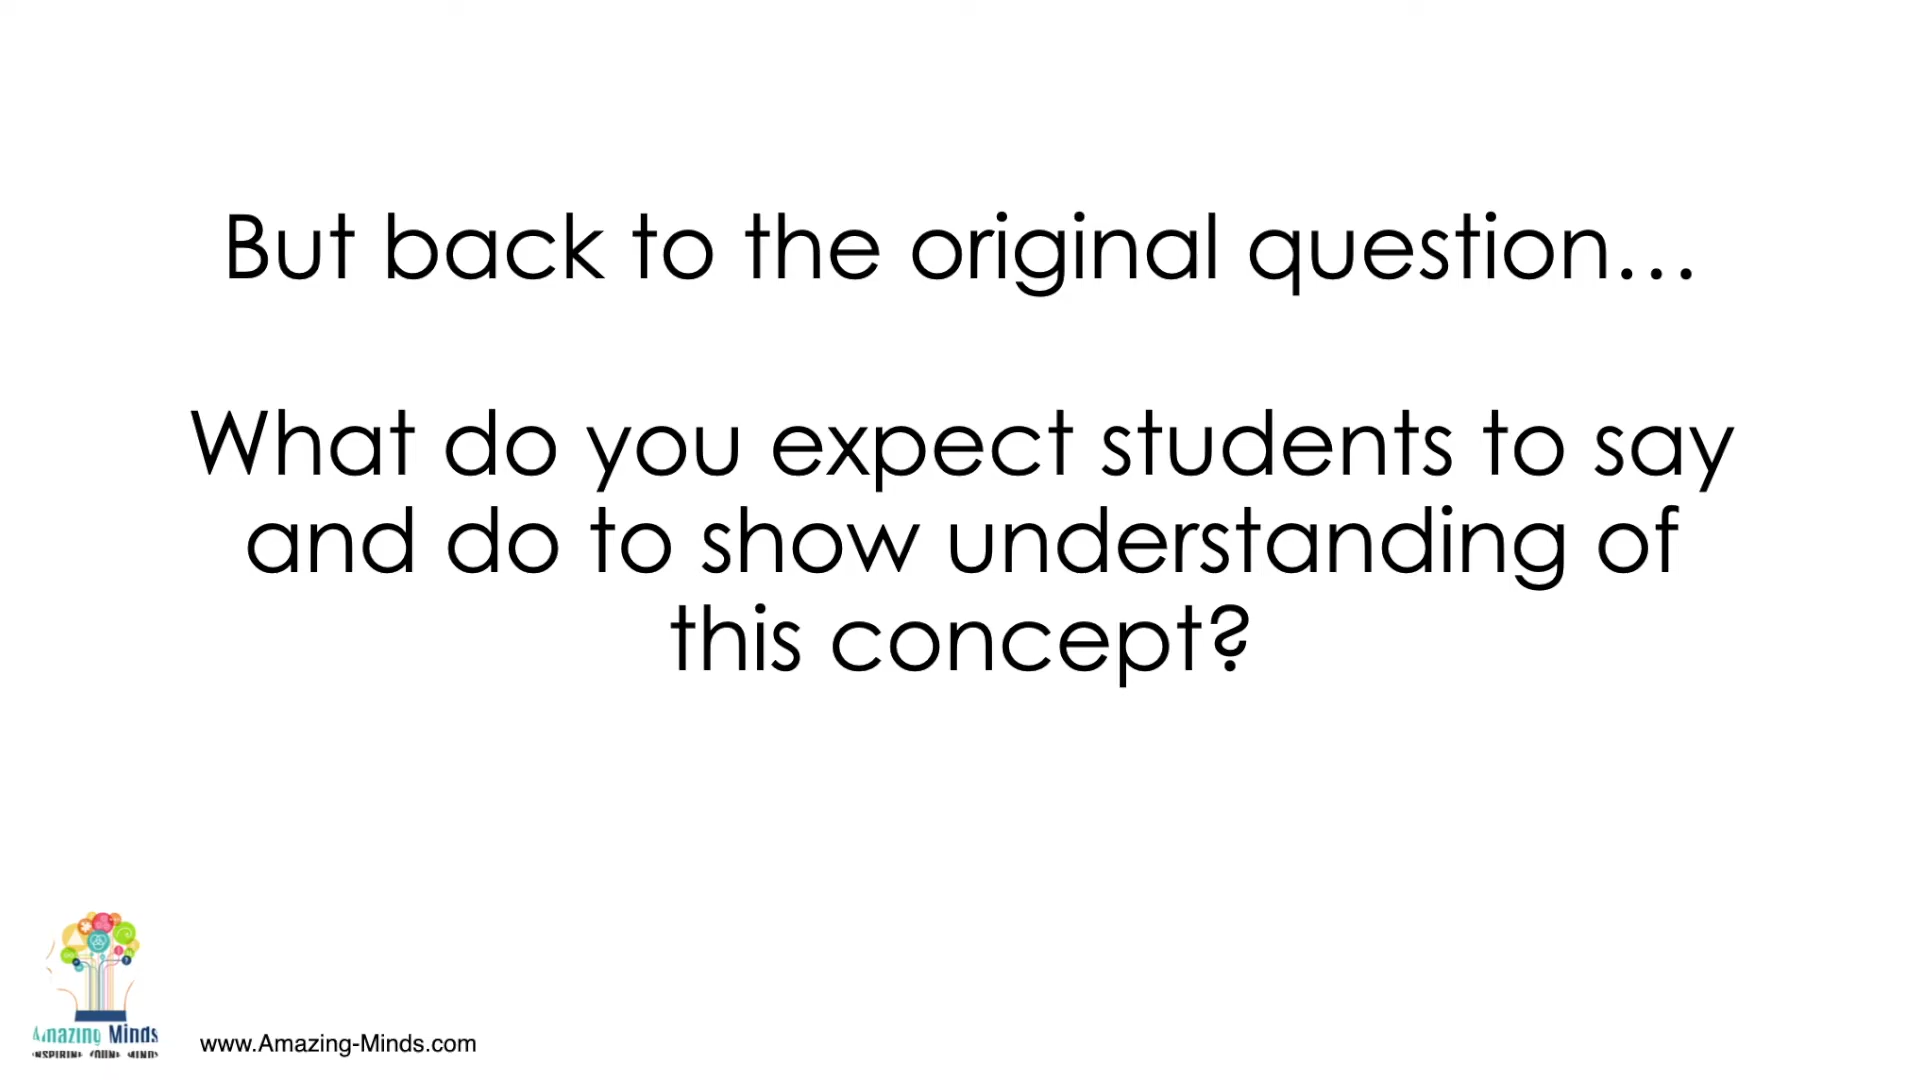 But back to the original question...
What do you expect students to say
and do to show understanding of
this concept?
Amazing Minds
www.Amazing-Minds.com